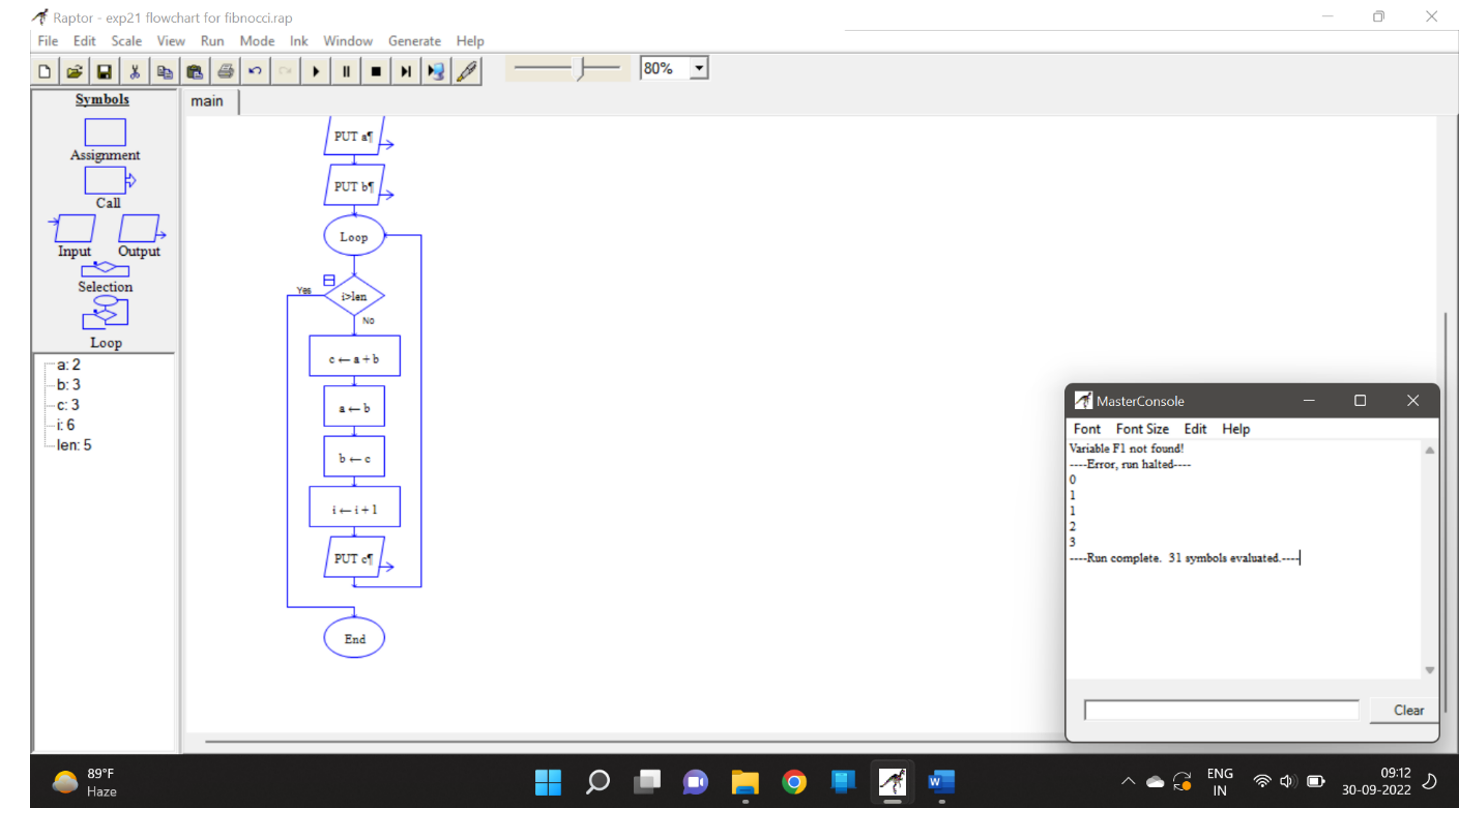 Raptor - exp21 flowchart for fibnocci.rap
File Edit Scale View Run Mode Ink Window Generate Help
80%
Symbols
Assignment
Call
Input Output
Selection
Loop
a: 2
b: 3
c: 3
i: 6
len: 5
main
PUT a¶
PUT b¶
Loop
Yes
i>len
No
c ← a + b
a ← b
b ← c
i ← i + 1
PUT c¶
End
MasterConsole
Font Font Size Edit Help
Variable F1 not found!
----Error, run halted----
0
1
1
2
3
----Run complete. 31 symbols evaluated.----
Clear
89°F
Haze
W
ENG
IN
09:12
30-09-2022